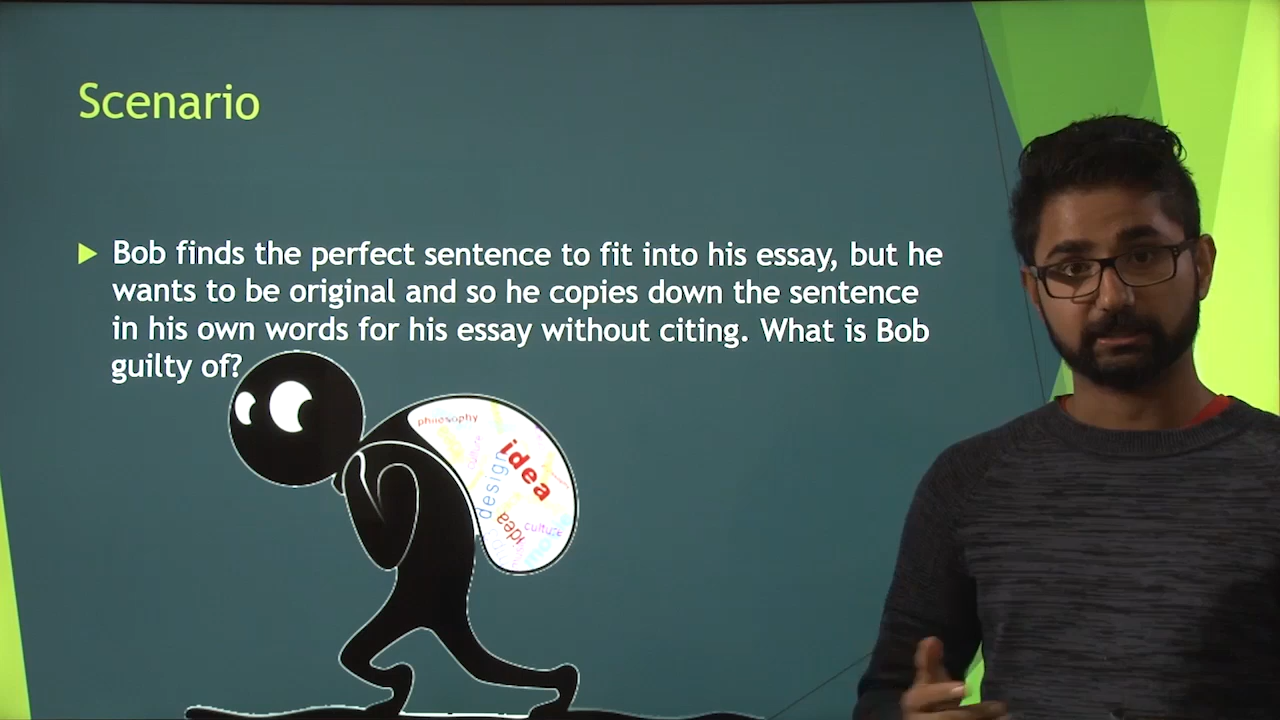 Scenario
Bob finds the perfect sentence to fit into his essay, but he
wants to be original and so he copies down the sentence
in his own words for his essay without citing. What is Bob
guilty of?
philosophy
idea
culture
design
idea
culture